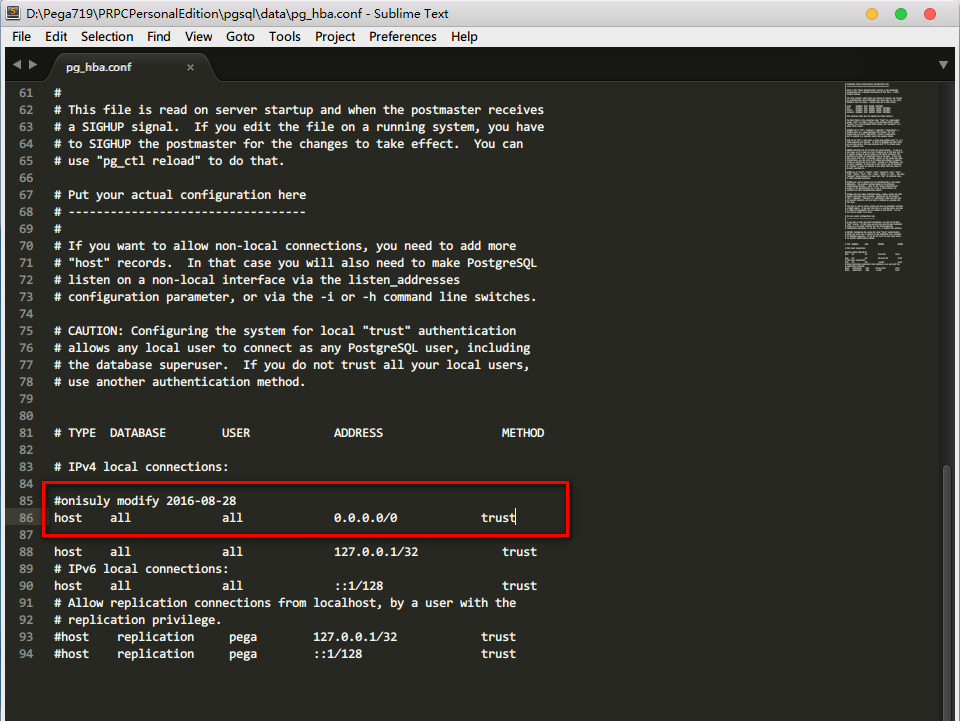 D:\Pega719\PRPCPersonalEdition\pgsql\data\pg_hba.conf - Sublime Text
File Edit Selection Find View Goto Tools Project Preferences Help
pg_hba.conf ×
61 #
62 # This file is read on server startup and when the postmaster receives
63 # a SIGHUP signal.  If you edit the file on a running system, you have
64 # to SIGHUP the postmaster for the changes to take effect.  You can
65 # use "pg_ctl reload" to do that.
66
67 # Put your actual configuration here
68 # ----------------------------------
69 #
70 # If you want to allow non-local connections, you need to add more
71 # "host" records.  In that case you will also need to make PostgreSQL
72 # listen on a non-local interface via the listen_addresses
73 # configuration parameter, or via the -i or -h command line switches.
74
75 # CAUTION: Configuring the system for local "trust" authentication
76 # allows any local user to connect as any PostgreSQL user, including
77 # the database superuser.  If you do not trust all your local users,
78 # use another authentication method.
79
80
81 # TYPE  DATABASE        USER            ADDRESS                 METHOD
82
83 # IPv4 local connections:
84
85 #onisuly modify 2016-08-28
86 host    all             all             0.0.0.0/0            trust
87
88 host    all             all             127.0.0.1/32            trust
89 # IPv6 local connections:
90 host    all             all             ::1/128                 trust
91 # Allow replication connections from localhost, by a user with the
92 # replication privilege.
93 #host    replication     pega        127.0.0.1/32            trust
94 #host    replication     pega        ::1/128                 trust